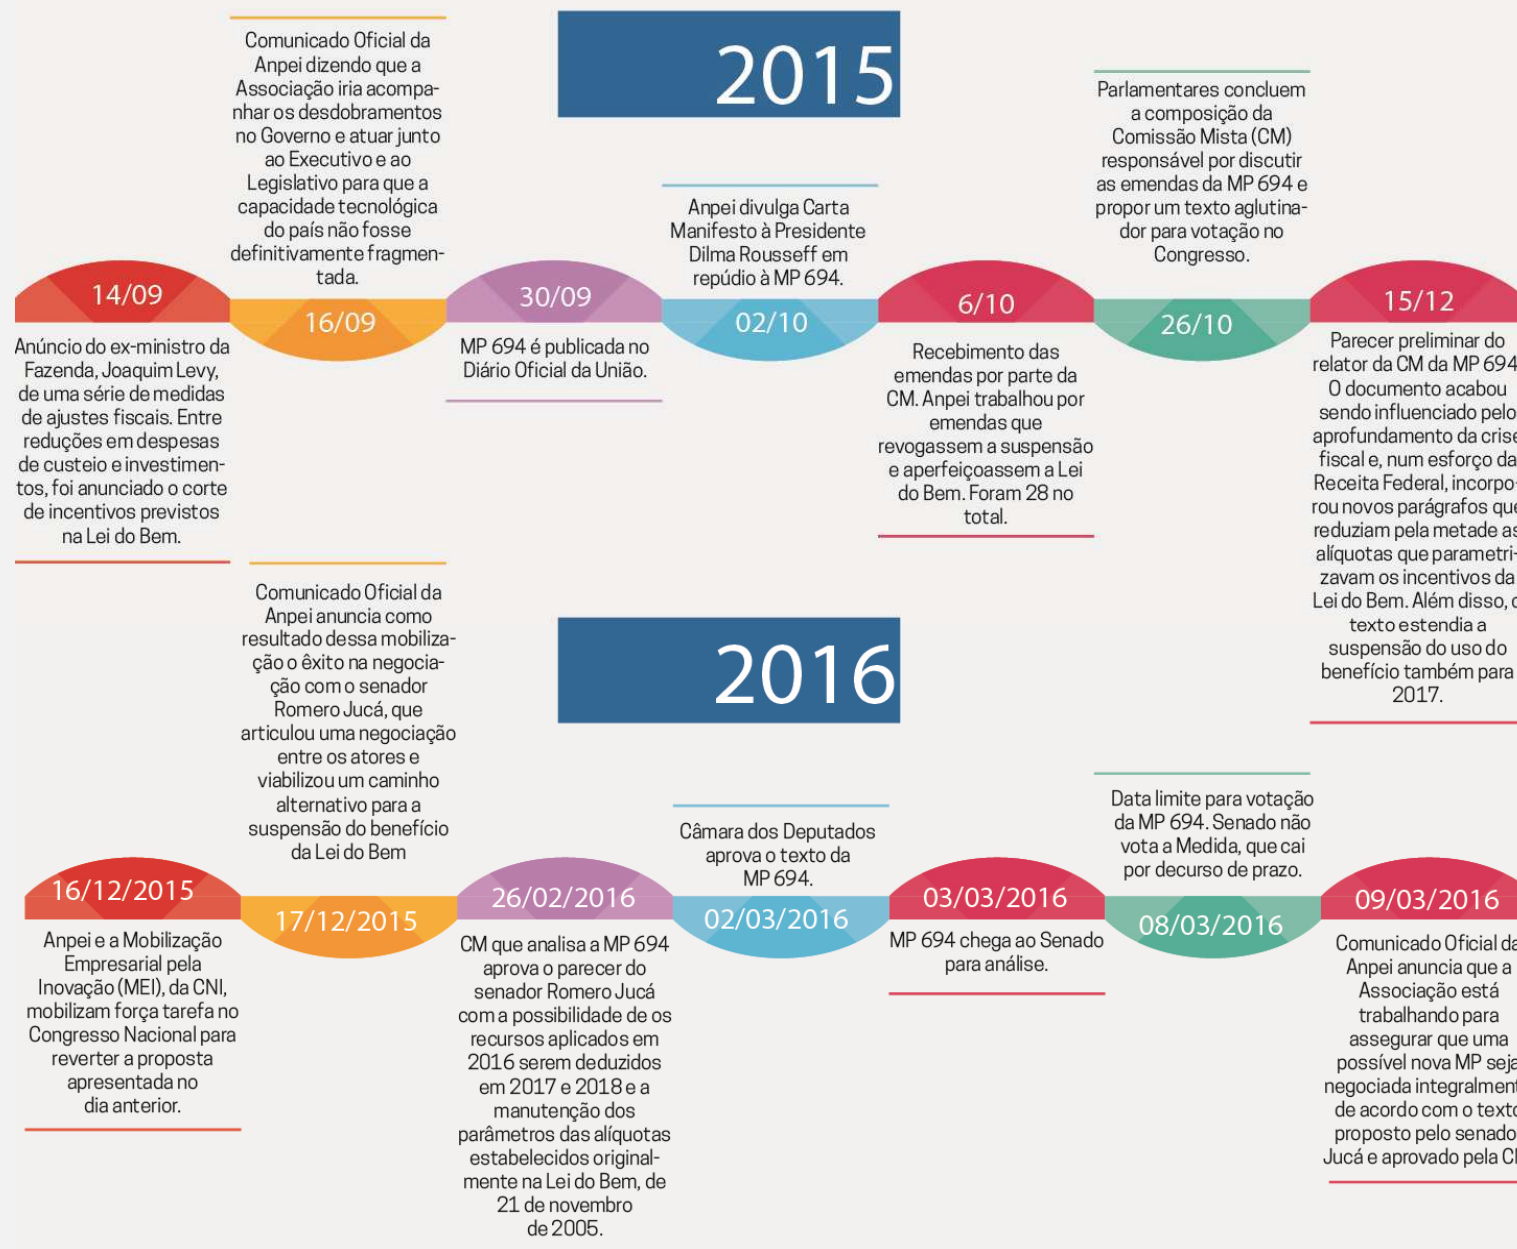 2015
14/09
Anúncio do ex-ministro da
Fazenda, Joaquim Levy,
de uma série de medidas
de ajustes fiscais. Entre
reduções em despesas
de custeio e investimen-
tos, foi anunciado o corte
de incentivos previstos
na Lei do Bem.
Comunicado Oficial da
Anpei dizendo que a
Associação iria acompa-
nhar os desdobramentos
no Governo e atuar junto
ao Executivo e ao
Legislativo para que a
capacidade tecnológica
do país não fosse
definitivamente fragmen-
tada.
16/09
30/09
MP 694 é publicada no
Diário Oficial da União.
Anpei divulga Carta
Manifesto à Presidente
Dilma Rousseff em
repúdio à MP 694.
02/10
6/10
Recebimento das
emendas por parte da
CM. Anpei trabalhou por
emendas que
revogassem a suspensão
e aperfeiçoassem a Lei
do Bem. Foram 28 no
total.
Parlamentares concluem
a composição da
Comissão Mista (CM)
responsável por discutir
as emendas da MP 694 e
propor um texto aglutina-
dor para votação no
Congresso.
26/10
15/12
Parecer preliminar do
relator da CM da MP 694
O documento acabou
sendo influenciado pelo
aprofundamento da crise
fiscal e, num esforço da
Receita Federal, incorpo-
rou novos parágrafos que
reduziam pela metade as
alíquotas que parametri-
zavam os incentivos da
Lei do Bem. Além disso,
texto estendia a
suspensão do uso do
benefício também para
2017.
2016
16/12/2015
Anpei e a Mobilização
Empresarial pela
Inovação (MEI), da CNI,
mobilizam força tarefa no
Congresso Nacional para
reverter a proposta
apresentada no
dia anterior.
Comunicado Oficial da
Anpei anuncia como
resultado dessa mobiliza-
ção o êxito na negocia-
ção com o senador
Romero Jucá, que
articulou uma negociação
entre os atores e
viabilizou um caminho
alternativo para a
suspensão do benefício
da Lei do Bem
17/12/2015
26/02/2016
CM que analisa a MP 694
aprova o parecer do
senador Romero Jucá
com a possibilidade de os
recursos aplicados em
2016 serem deduzidos
em 2017 e 2018 e a
manutenção dos
parâmetros das alíquotas
estabelecidos original-
mente na Lei do Bem, de
21 de novembro
de 2005.
Câmara dos Deputados
aprova o texto da
MP 694.
02/03/2016
03/03/2016
MP 694 chega ao Senado
para análise.
Data limite para votação
da MP 694. Senado não
vota a Medida, que cai
por decurso de prazo.
08/03/2016
09/03/2016
Comunicado Oficial da
Anpei anuncia que a
Associação está
trabalhando para
assegurar que uma
possível nova MP seja
negociada integralment
de acordo com o texto
proposto pelo senado
Jucá e aprovado pela